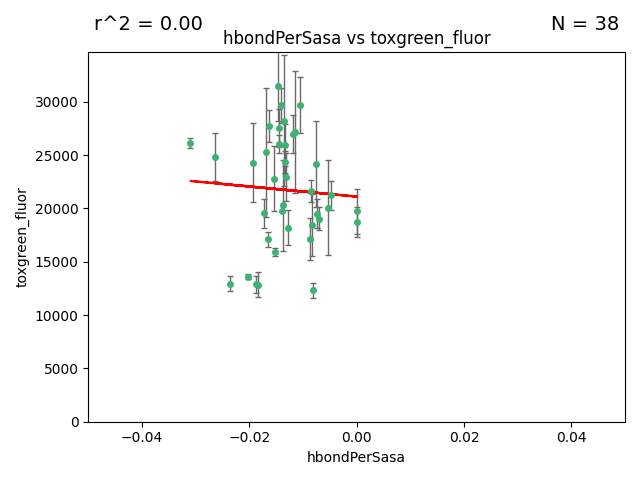 r^2 = 0.00
N = 38
hbondPerSasa vs toxgreen_fluor
toxgreen_fluor
30000
25000
20000
15000
10000
5000
0
−0.04
−0.02
0.00
0.02
0.04
hbondPerSasa